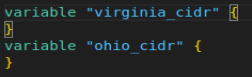 variable "virginia_cidr" {
}
variable "ohio_cidr" {
}